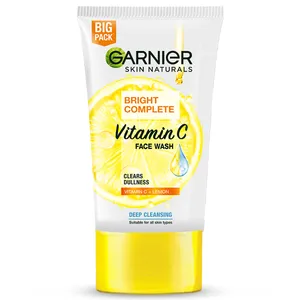 BIG
PACK
GARNIER
SKIN NATURALS
BRIGHT
COMPLETE
Vitamin C
FACE WASH
CLEARS
DULLNESS
VITAMIN C + LEMON
DEEP CLEANSING
Suitable for all skin types